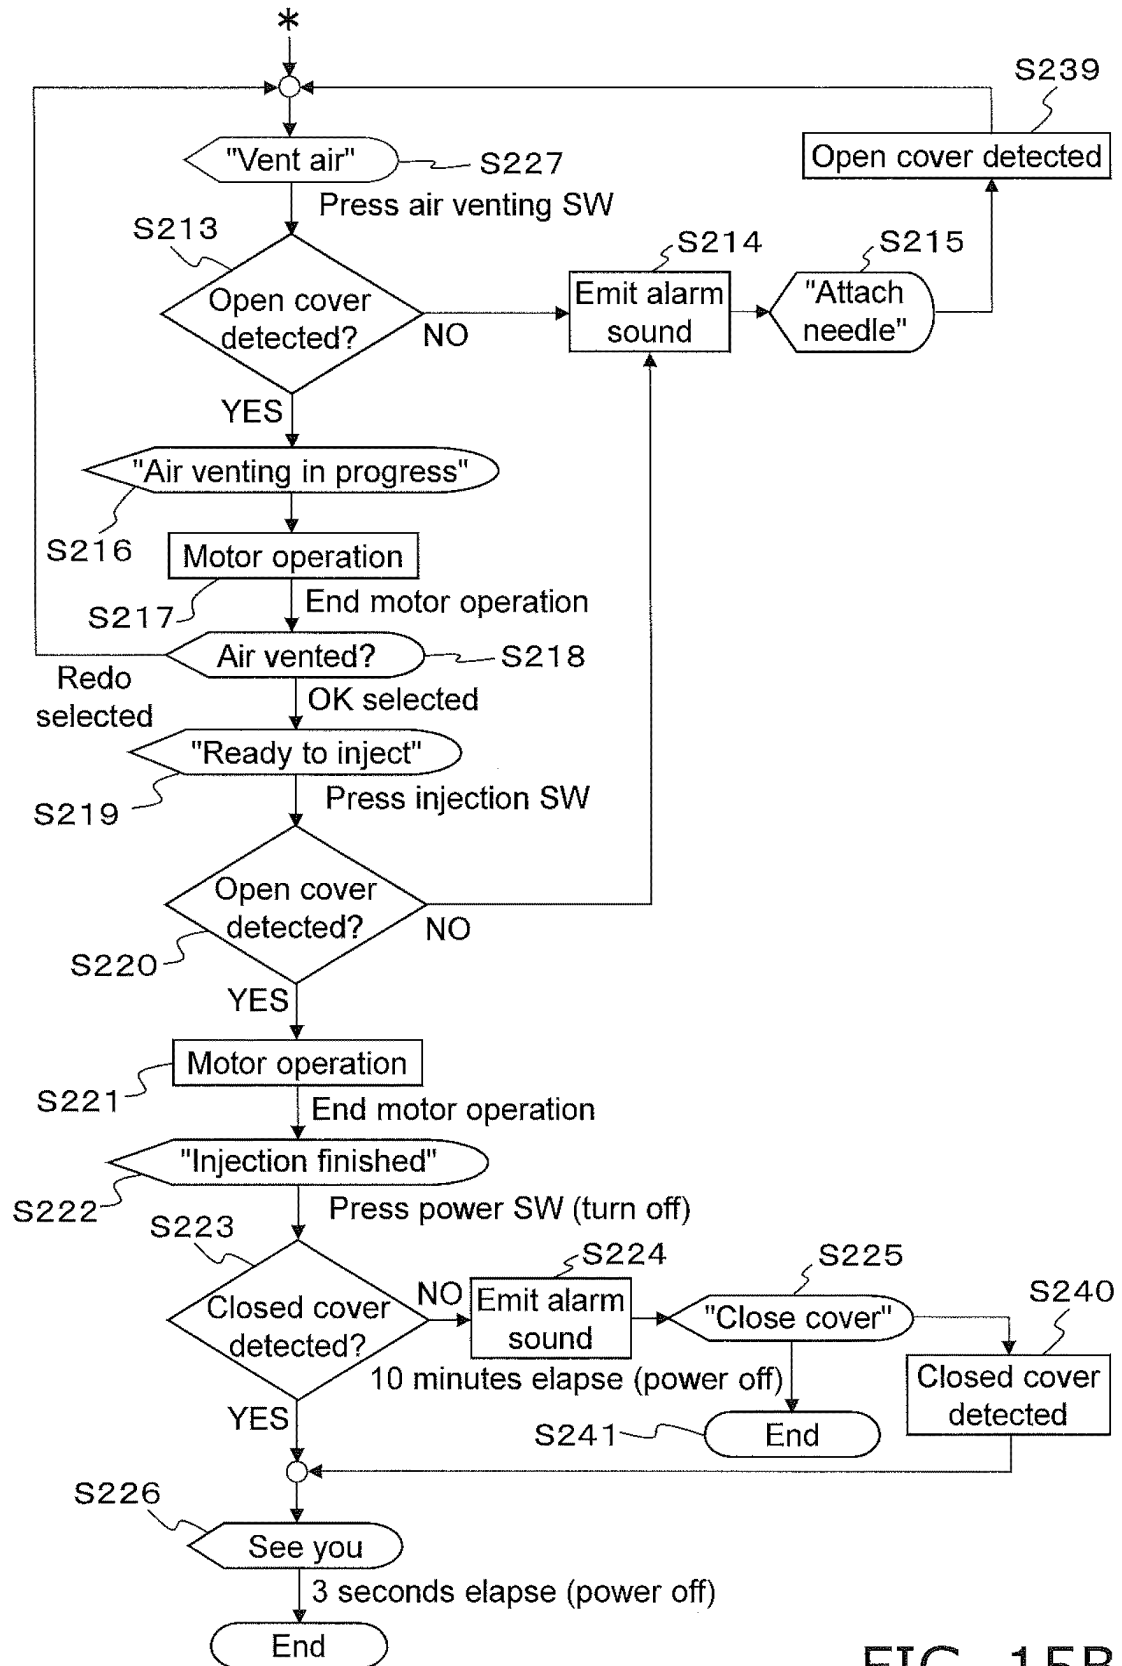 *
S239
"Vent air"
S227
Open cover detected
Press air venting SW
S213
S214
S215
Open cover
detected?
NO
Emit alarm
sound
"Attach
needle"
YES
"Air venting in progress"
S216
Motor operation
S217
End motor operation
Air vented?
S218
Redo
selected
OK selected
"Ready to inject"
S219
Press injection SW
Open cover
detected?
NO
S220
YES
Motor operation
S221
End motor operation
"Injection finished"
S222
Press power SW (turn off)
S223
S224
S225
S240
Closed cover
detected?
NO
Emit alarm
sound
"Close cover"
10 minutes elapse (power off)
Closed cover
detected
YES
S241
End
S226
See you
3 seconds elapse (power off)
End
FIG. 15B